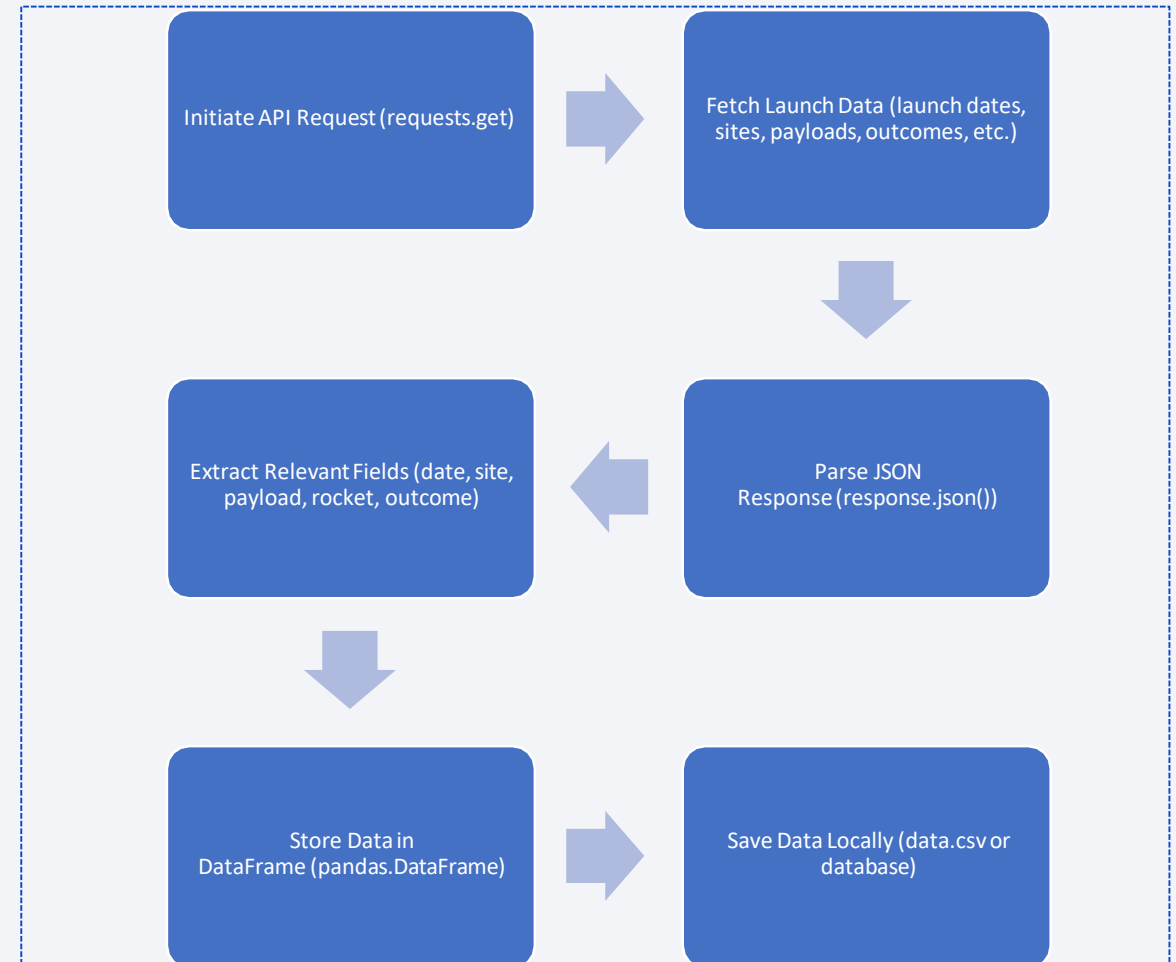 Initiate API Request (requests.get)
Fetch Launch Data (launch dates,
sites, payloads, outcomes, etc.)
Parse JSON
Response (response.json())
Extract Relevant Fields (date, site,
payload, rocket, outcome)
Store Data in
DataFrame (pandas.DataFrame)
Save Data Locally (data.csv or
database)